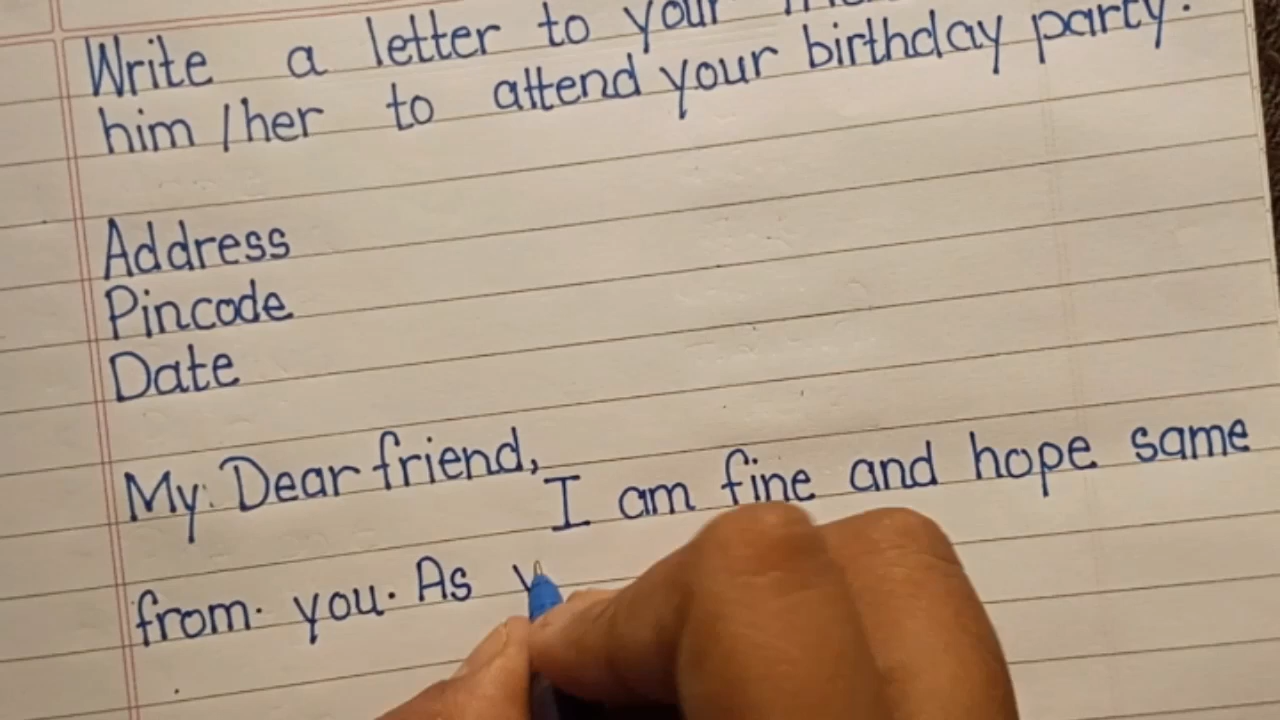 Write a letter to your
him/her to attend your birthday party.
Address
Pincode
Date
My. Dear friend,
I am fine and hope same
from. you. As